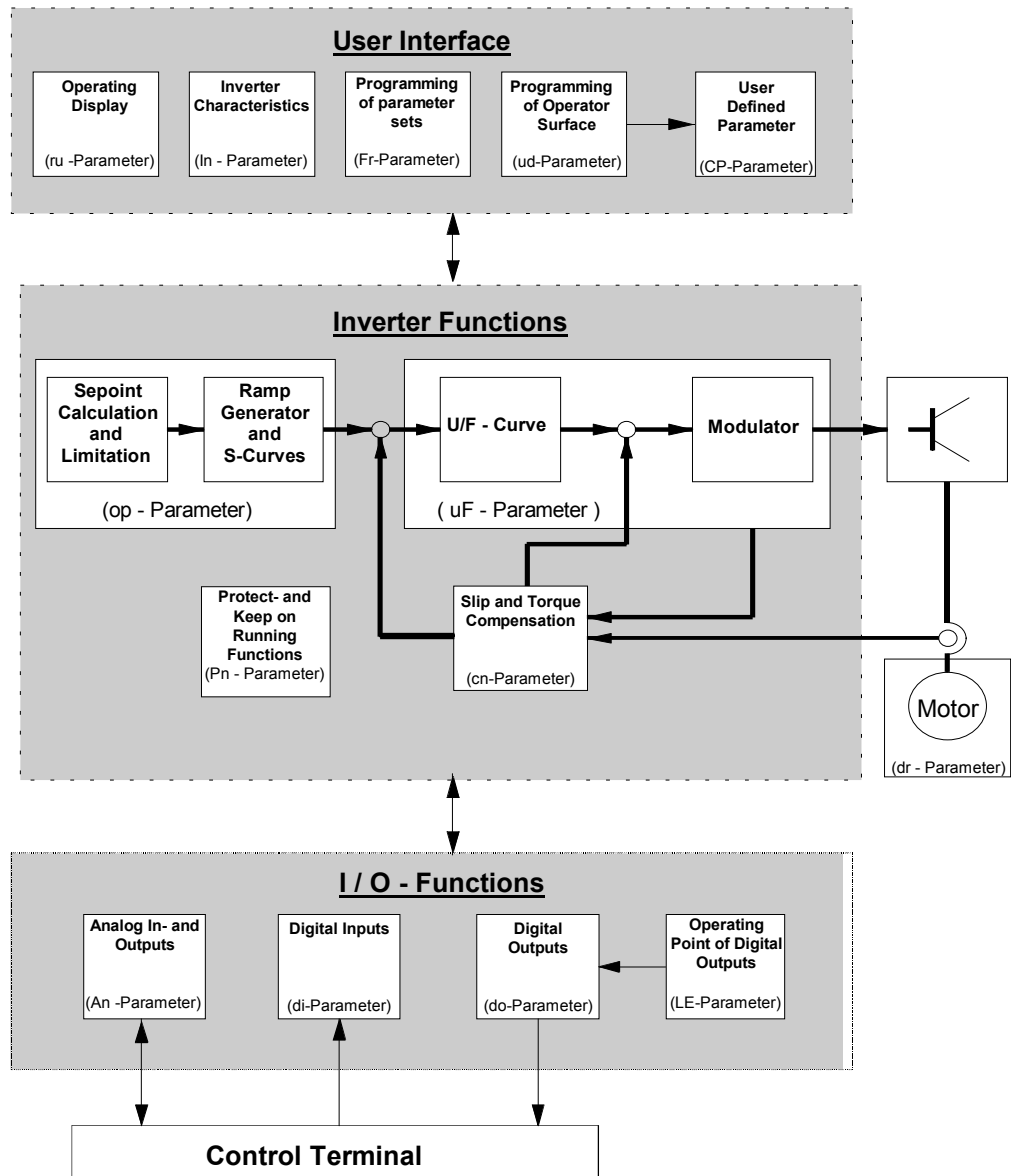 User Interface
Operating
Display
(ru -Parameter)
Inverter
Characteristics
(In - Parameter)
Programming
of parameter
sets
(Fr-Parameter)
Programming
of Operator
Surface
(ud-Parameter)
User
Defined
Parameter
(CP-Parameter)
Inverter Functions
Sepoint
Calculation
and
Limitation
Ramp
Generator
and
S-Curves
(op - Parameter)
U/F - Curve
Modulator
( uF - Parameter )
Protect- and
Keep on
Running
Functions
(Pn - Parameter)
Slip and Torque
Compensation
(cn-Parameter)
Motor
(dr - Parameter)
I / O - Functions
Analog In- and
Outputs
(An -Parameter)
Digital Inputs
(di-Parameter)
Digital
Outputs
(do-Parameter)
Operating
Point of Digital
Outputs
(LE-Parameter)
Control Terminal